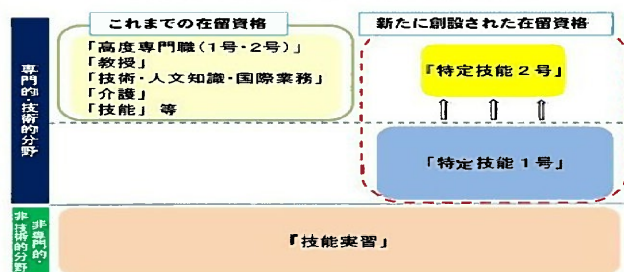 これまでの在留資格
新たに創設された在留資格
専門的・技術的分野
「高度専門職(1号・2号)」
「教授」
「技術・人文知識・国際業務」
「介護」
「技能」 等
「特定技能2号」
「特定技能1号」
非専門的・
非技術的分野
「技能実習」